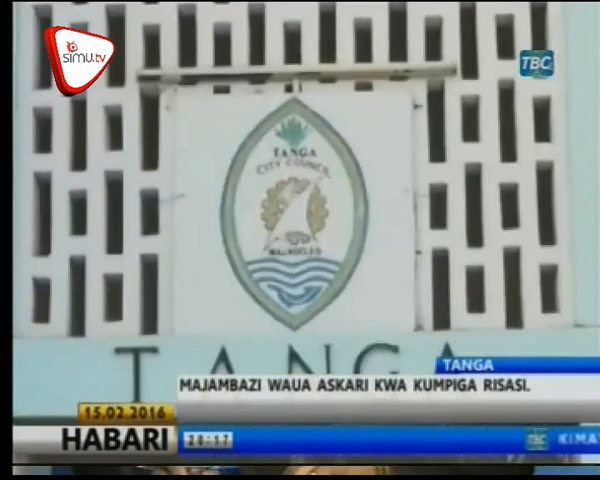 SIMU.tv
TBC
TANGA
CITY COUNCIL
TANGA
TANGA
MAJAMBAZI WAUA ASKARI KWA KUMPIGA RISASI.
15.02.2016
HABARI
20:17
TBC
KIMA